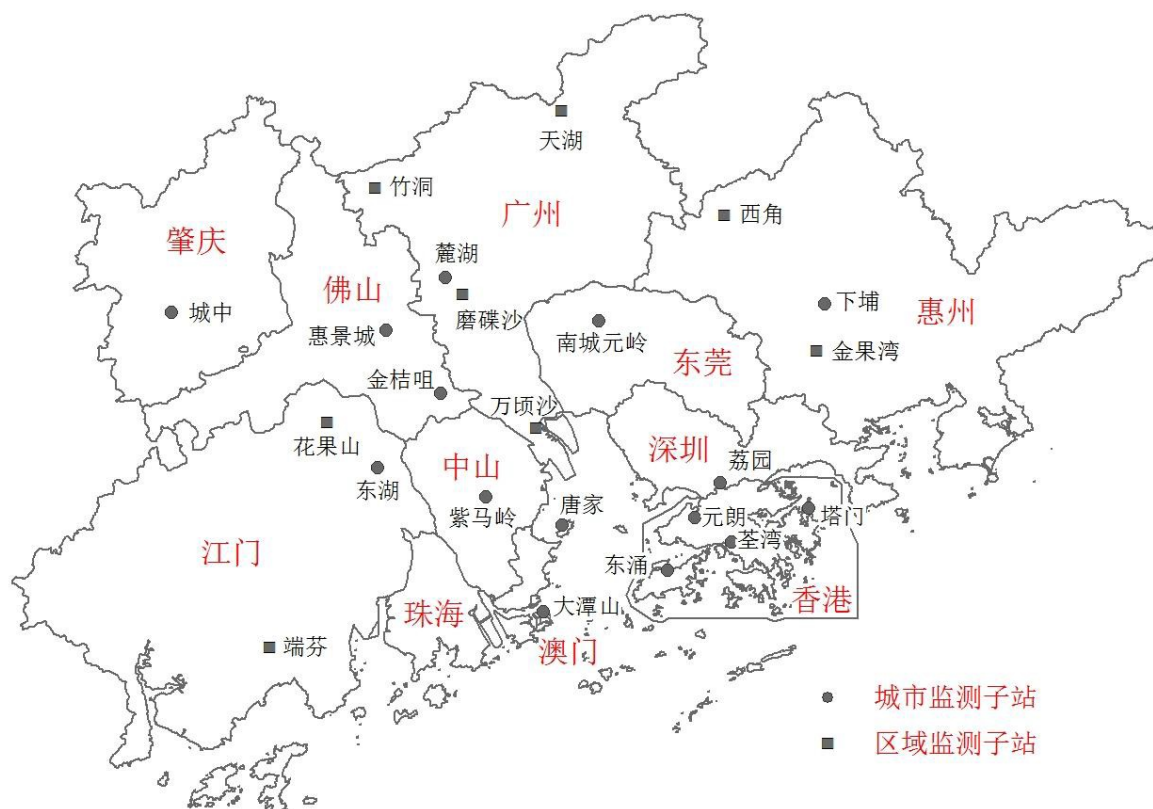 天湖
竹洞
广州
西角
肇庆
麓湖
佛山
磨碟沙
下埔
惠州
城中
惠景城
南城元岭
金果湾
东莞
金桔咀
万顷沙
花果山
深圳
荔园
中山
东湖
紫马岭
唐家
元朗
塔门
荃湾
江门
东涌
香港
珠海
大潭山
澳门
端芬
城市监测子站
区域监测子站